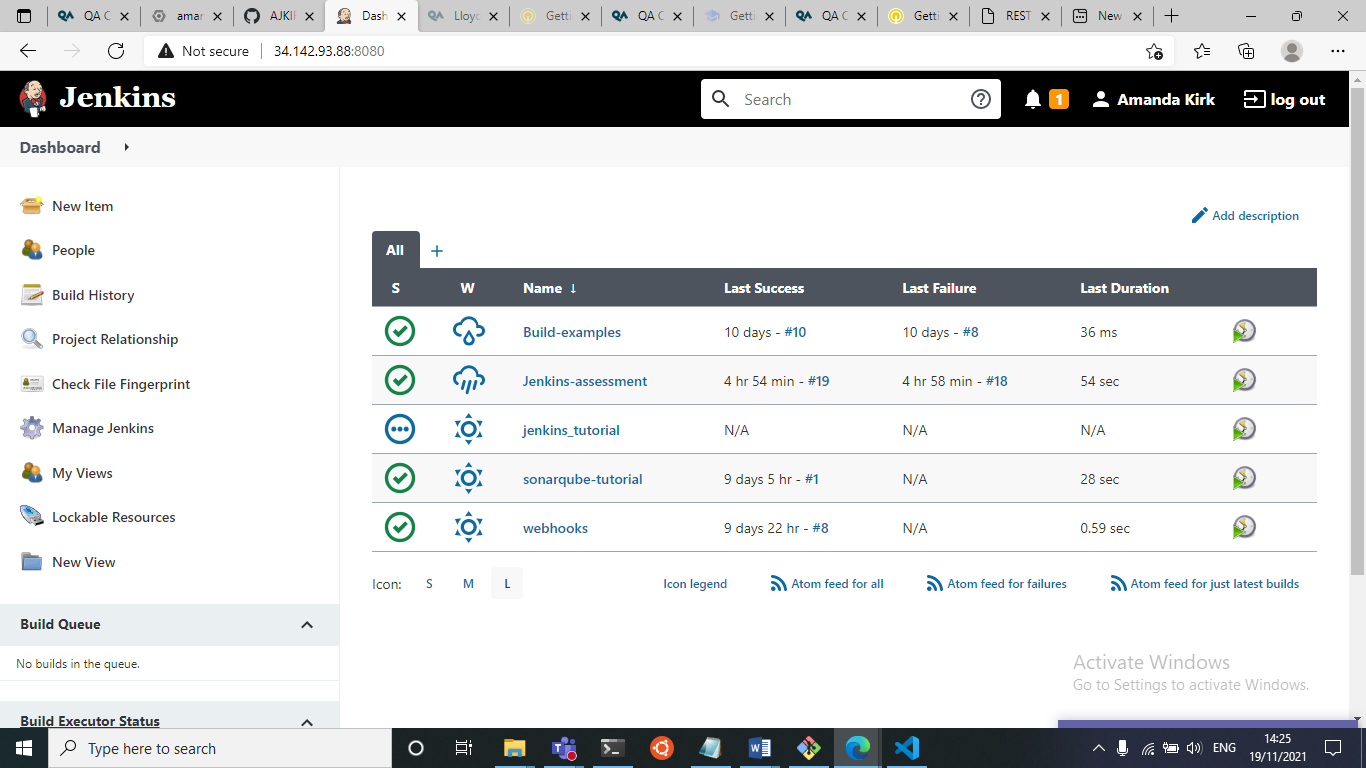 QA C
amar
AJKIF
Dash
Lloyc
Getti
QA C
Getti
QA C
Getti
REST
New
Not secure
34.142.93.88:8080
Jenkins
Search
1
Amanda Kirk
log out
Dashboard
New Item
People
Build History
Project Relationship
Check File Fingerprint
Manage Jenkins
My Views
Lockable Resources
New View
Build Queue
No builds in the queue.
Build Executor Status
Add description
All +
S W Name ↓ Last Success Last Failure Last Duration
Build-examples 10 days - #10 10 days - #8 36 ms
Jenkins-assessment 4 hr 54 min - #19 4 hr 58 min - #18 54 sec
jenkins_tutorial N/A N/A N/A
sonarqube-tutorial 9 days 5 hr - #1 N/A 28 sec
webhooks 9 days 22 hr - #8 N/A 0.59 sec
Icon: S M L Icon legend Atom feed for all Atom feed for failures Atom feed for just latest builds
Activate Windows
Go to Settings to activate Windows.
Type here to search
ENG
14:25
19/11/2021